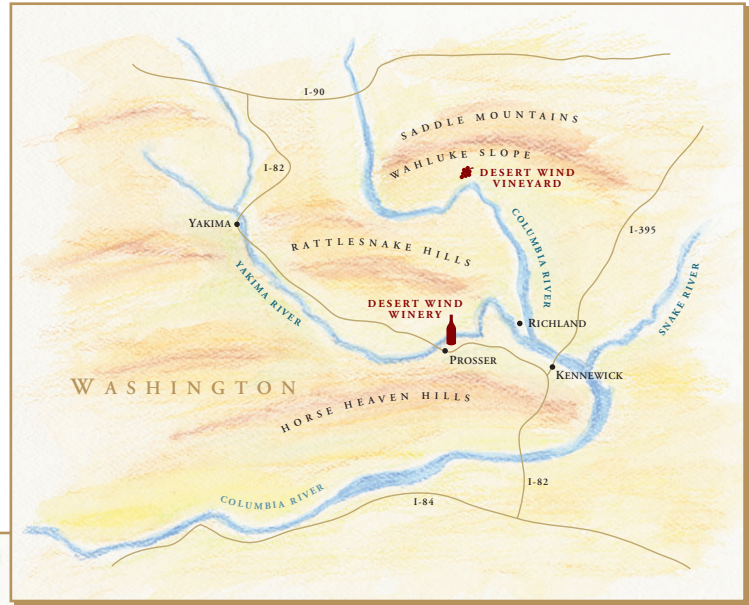 I-90
SADDLE MOUNTAINS
WAHLUKE SLOPE
I-82
DESERT WIND
VINEYARD
YAKIMA
COLUMBIA RIVER
I-395
RATTLESNAKE HILLS
YAKIMA RIVER
SNAKE RIVER
DESERT WIND
WINERY
RICHLAND
PROSSER
KENNEWICK
WASHINGTON
HORSE HEAVEN HILLS
I-82
COLUMBIA RIVER
I-84